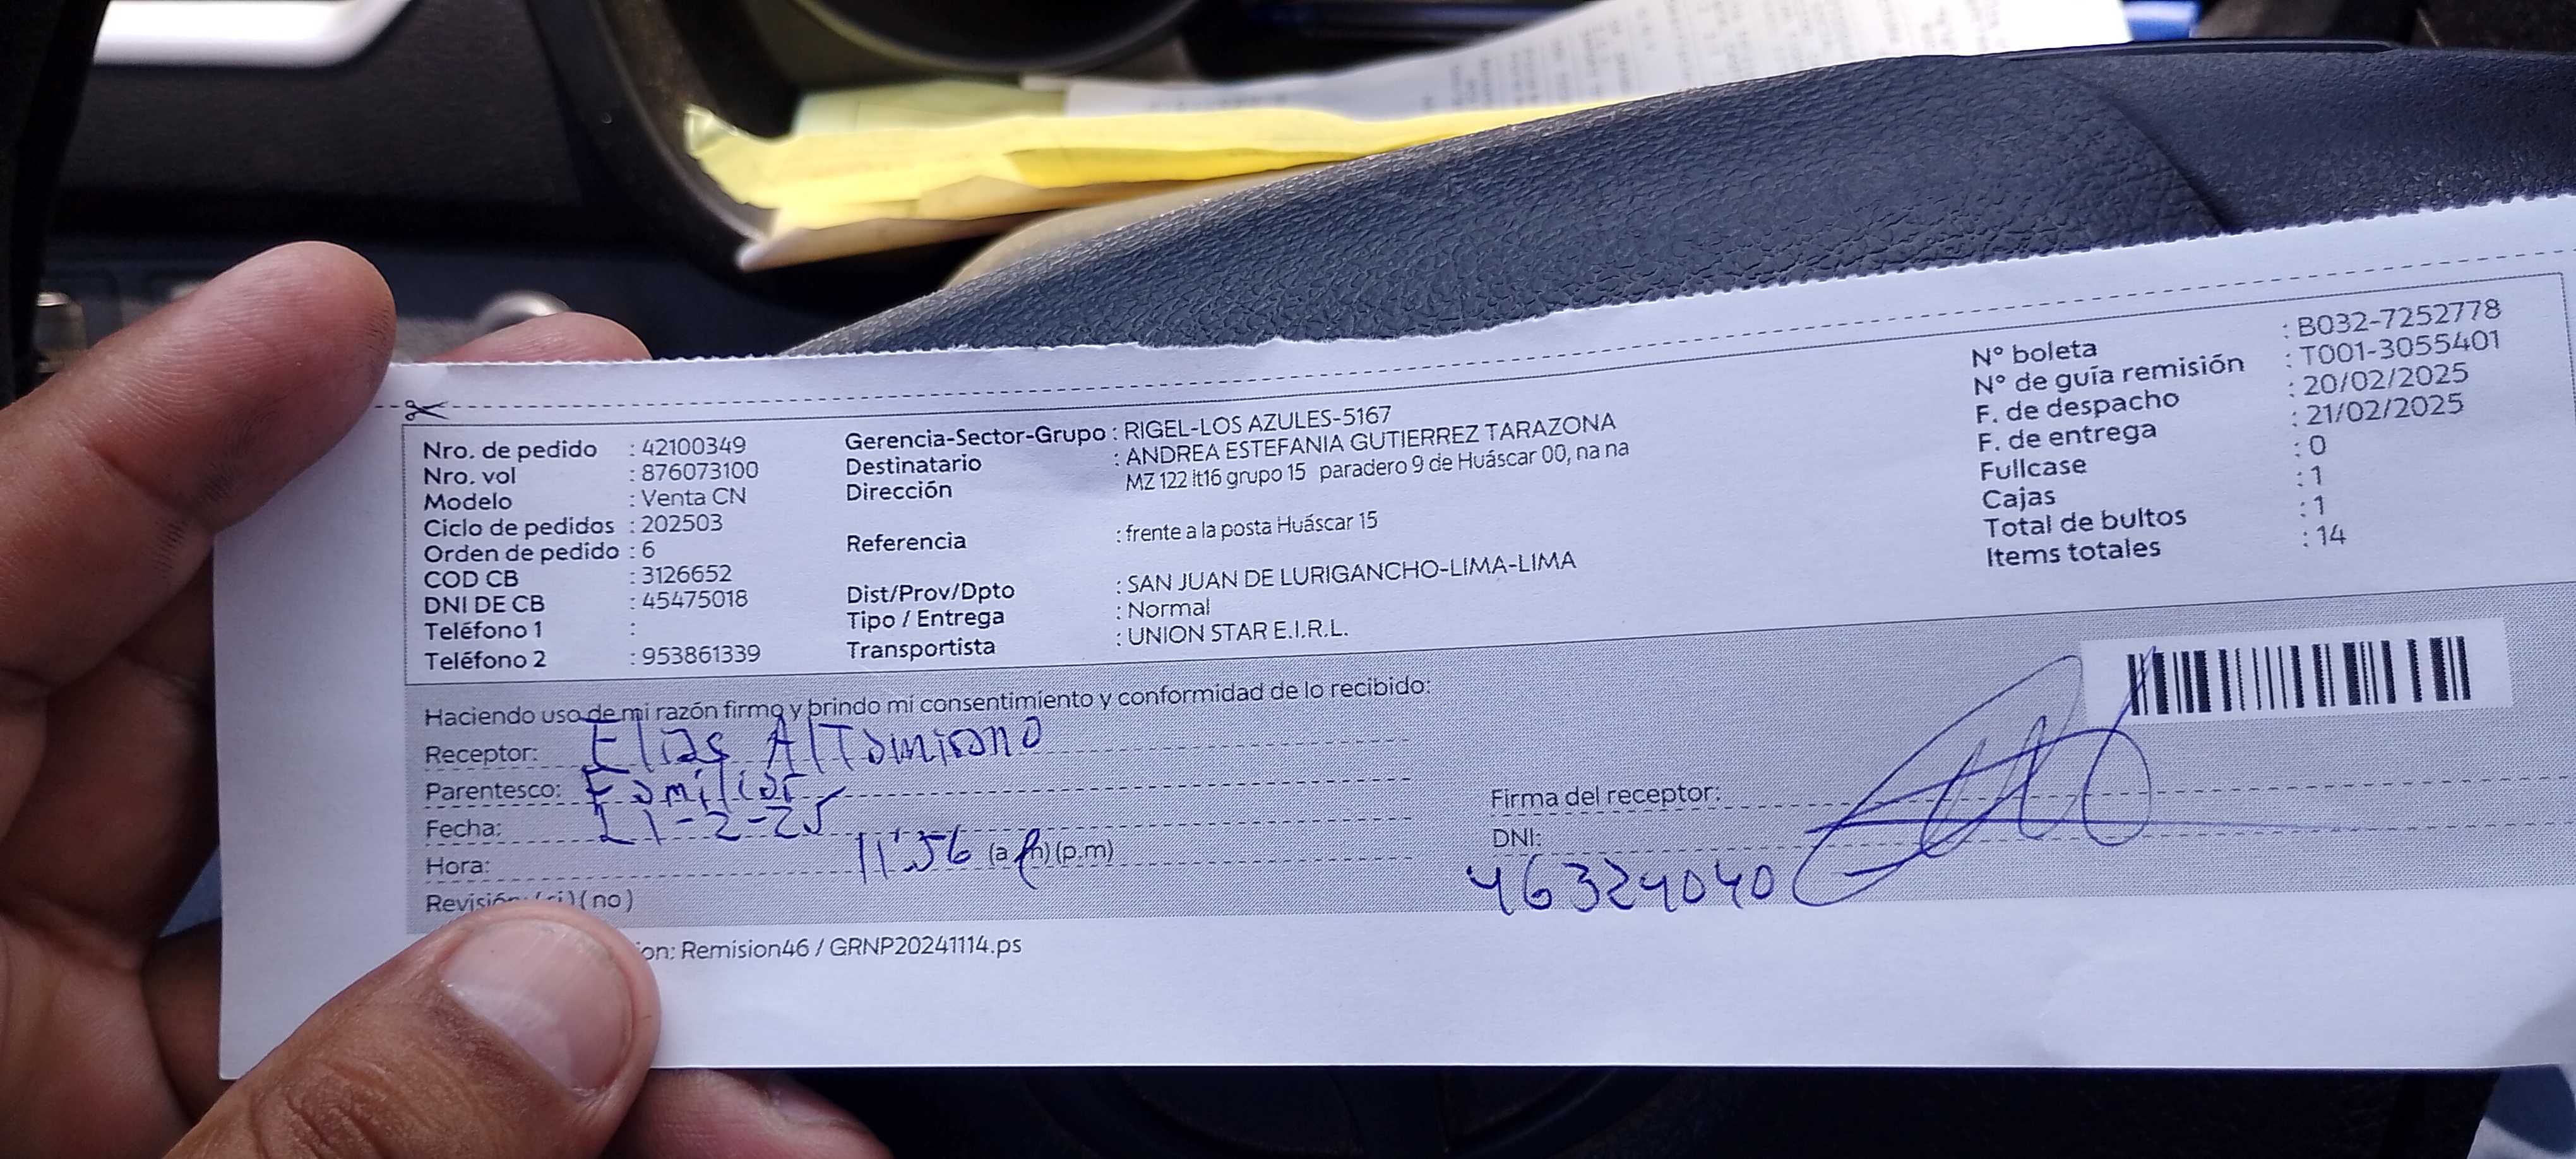 Nro. de pedido : 42100349
Nro. vol : 876073100
Modelo : Venta CN
Ciclo de pedidos : 202503
Orden de pedido : 6
COD CB : 3126652
DNI DE CB : 45475018
Teléfono 1 :
Teléfono 2 : 953861339
Gerencia-Sector-Grupo : RIGEL-LOS AZULES-5167
Destinatario : ANDREA ESTEFANIA GUTIERREZ TARAZONA
Dirección MZ 122 lt16 grupo 15 paradero 9 de Huáscar 00, na na
Referencia : frente a la posta Huáscar 15
Dist/Prov/Dpto : SAN JUAN DE LURIGANCHO-LIMA-LIMA
Tipo / Entrega : Normal
Transportista : UNION STAR E.I.R.L.
N° boleta : B032-7252778
N° de guía remisión : T001-3055401
F. de despacho : 20/02/2025
F. de entrega : 21/02/2025
Fullcase : 0
Cajas : 1
Total de bultos : 1
Items totales : 14
Haciendo uso de mi razón firmo y brindo mi consentimiento y conformidad de lo recibido:
Receptor: Elias Altamirano
Parentesco: Familiar
Fecha: 21-2-25
Hora: 11:56 (a.m) (p.m)
Revisión: (si) (no)
Firma del receptor:
DNI:
46324040
Remision46 / GRNP20241114.ps